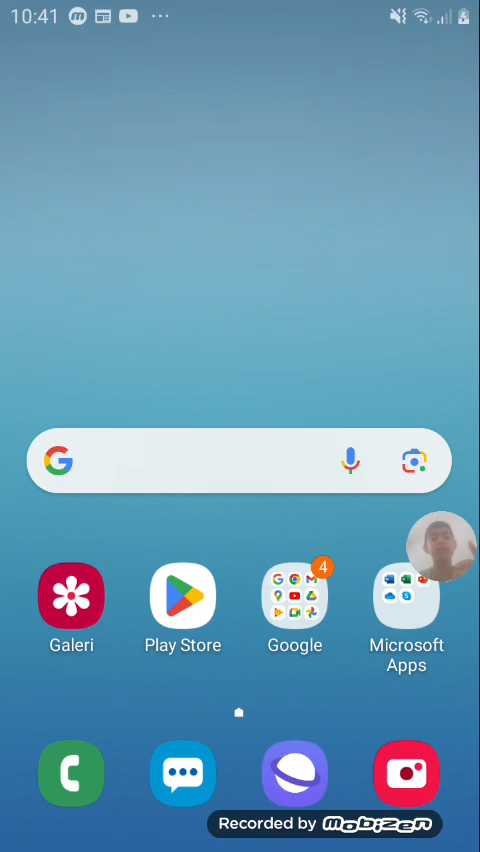 10:41
G
4
Galeri
Play Store
Google
Microsoft
Apps
Recorded by mobizen